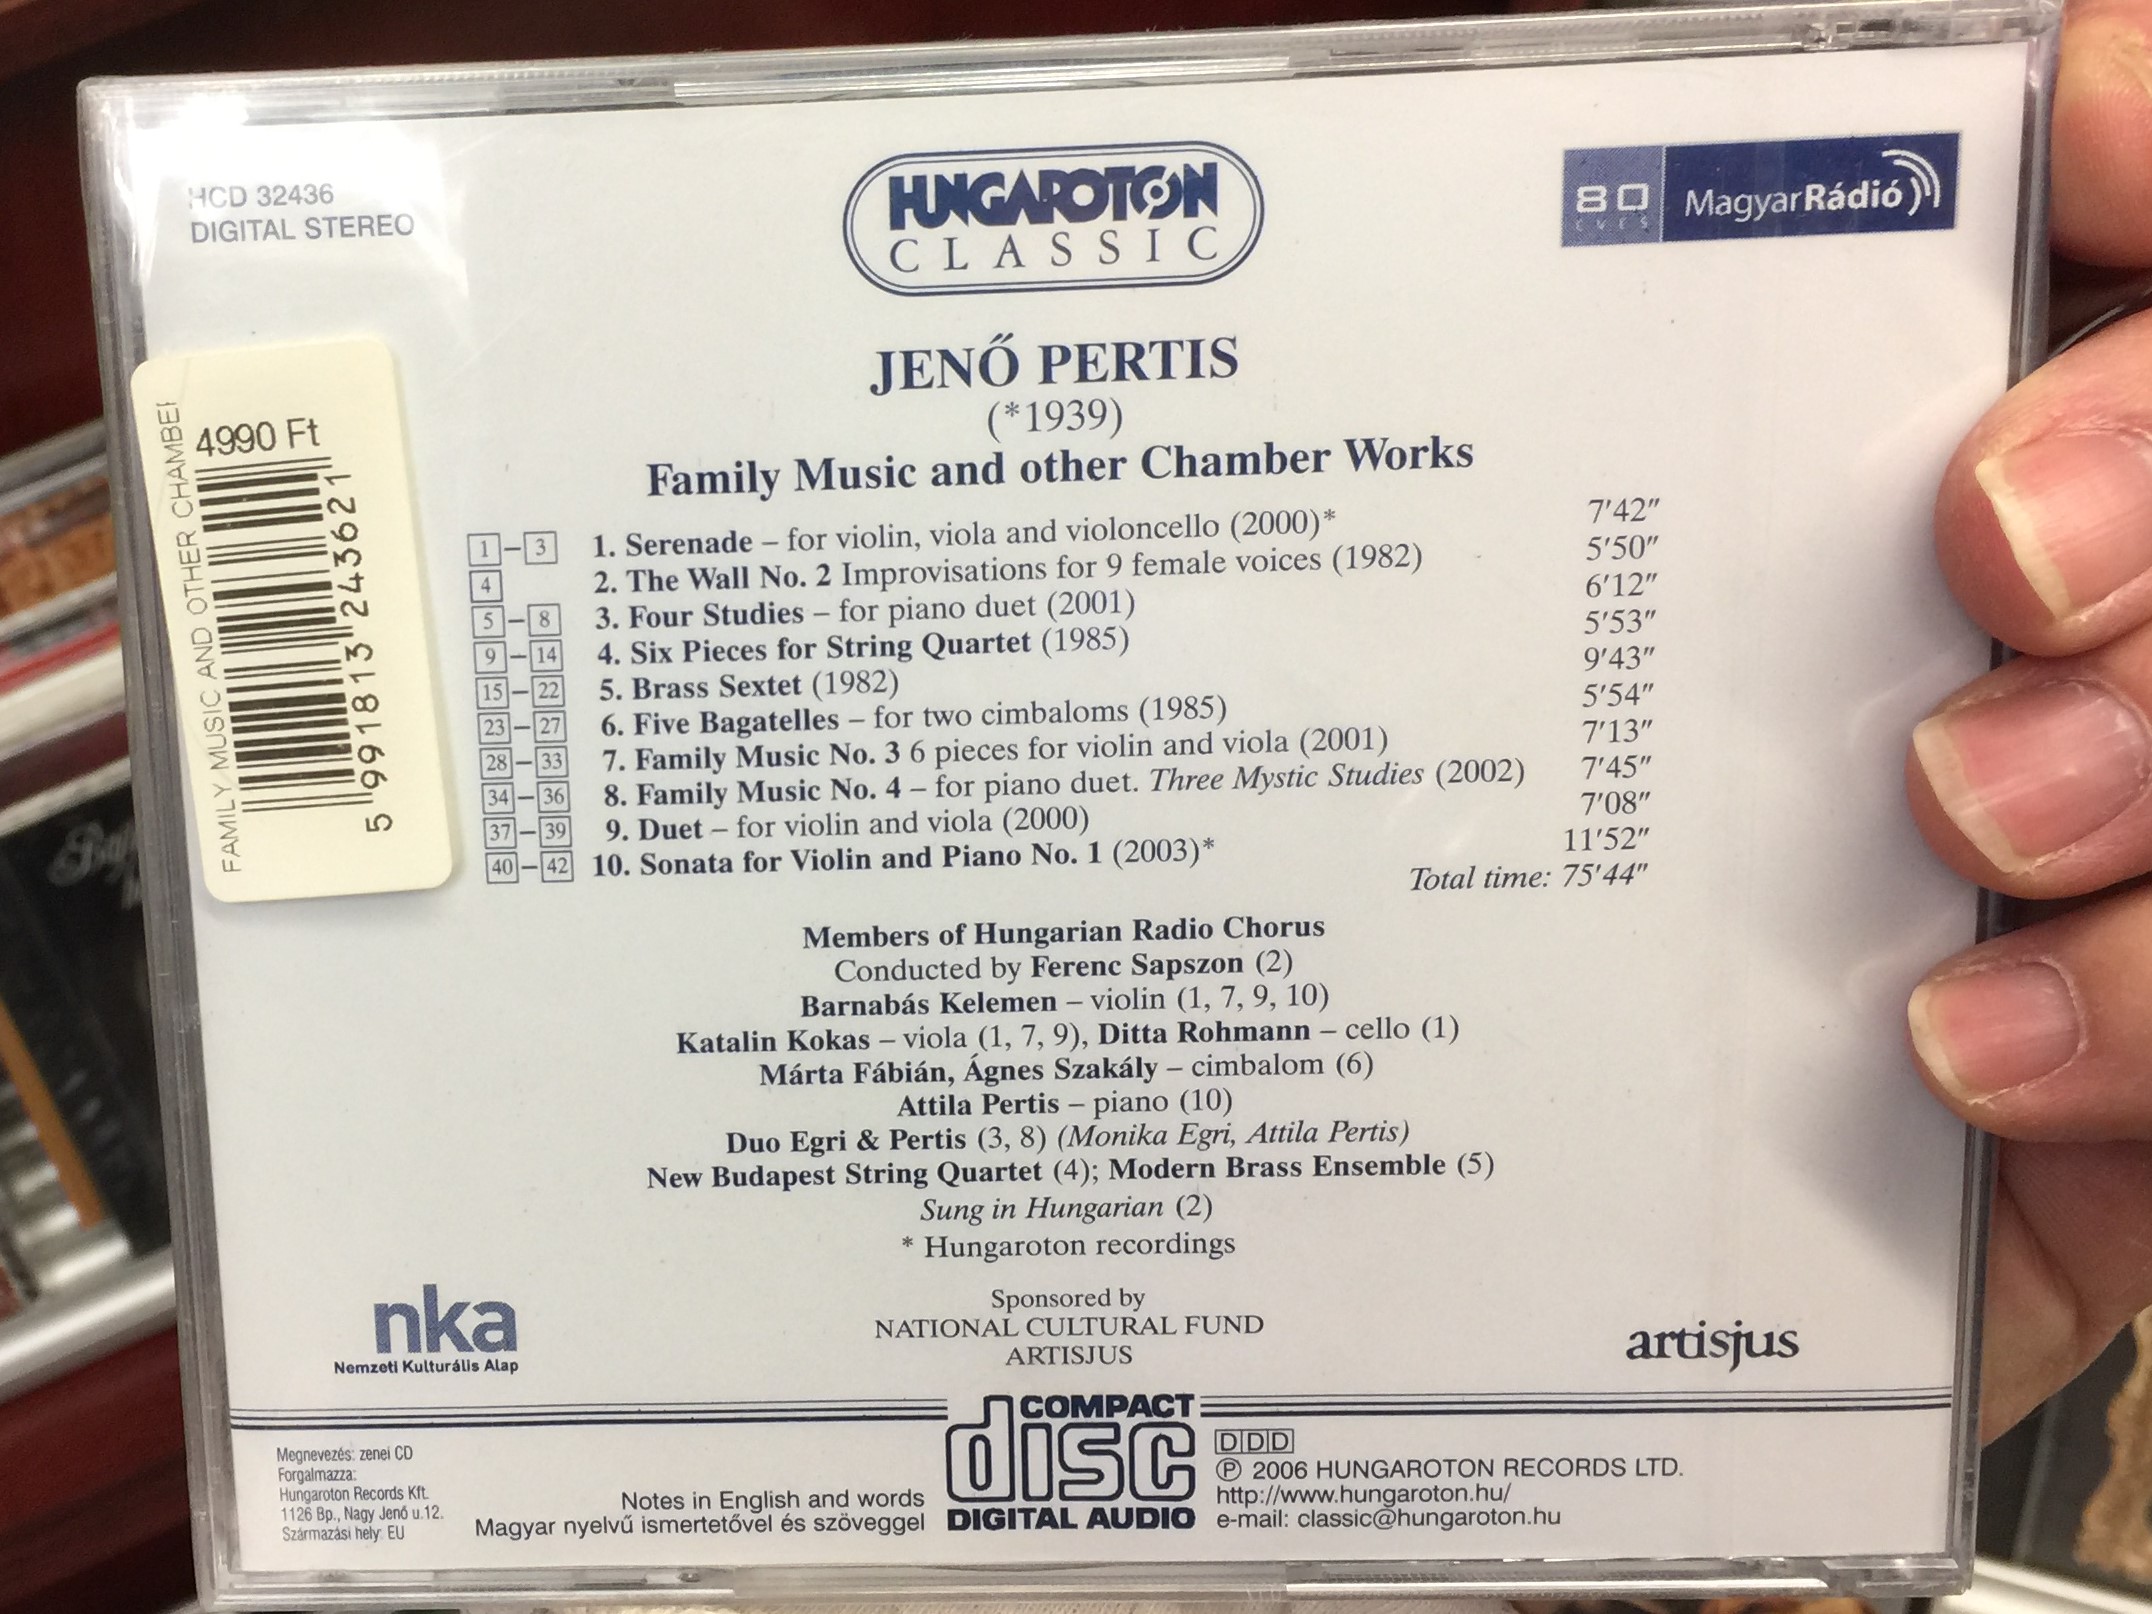 HCD 32436
DIGITAL STEREO
HUNGAROTON
CLASSIC
80 MagyarRádió
ÉVES
JENŐ PERTIS
(*1939)
Family Music and other Chamber Works
1 – 3 1. Serenade – for violin, viola and violoncello (2000)* 7'42"
4 2. The Wall No. 2 Improvisations for 9 female voices (1982) 5'50"
5 – 8 3. Four Studies – for piano duet (2001) 6'12"
9 – 14 4. Six Pieces for String Quartet (1985) 5'53"
15 – 22 5. Brass Sextet (1982) 9'43"
23 – 27 6. Five Bagatelles – for two cimbaloms (1985) 5'54"
28 – 33 7. Family Music No. 3 6 pieces for violin and viola (2001) 7'13"
34 – 36 8. Family Music No. 4 – for piano duet. Three Mystic Studies (2002) 7'45"
37 – 39 9. Duet – for violin and viola (2000) 7'08"
40 – 42 10. Sonata for Violin and Piano No. 1 (2003)* 11'52"
Total time: 75'44"
FAMILY MUSIC AND OTHER CHAMBER
4990 Ft
5 991813 243621
Members of Hungarian Radio Chorus
Conducted by Ferenc Sapszon (2)
Barnabás Kelemen – violin (1, 7, 9, 10)
Katalin Kokas – viola (1, 7, 9), Ditta Rohmann – cello (1)
Márta Fábián, Ágnes Szakály – cimbalom (6)
Attila Pertis – piano (10)
Duo Egri & Pertis (3, 8) (Monika Egri, Attila Pertis)
New Budapest String Quartet (4); Modern Brass Ensemble (5)
Sung in Hungarian (2)
* Hungaroton recordings
nka
Nemzeti Kulturális Alap
Sponsored by
NATIONAL CULTURAL FUND
ARTISJUS
artisjus
Megnevezés: zenei CD
Forgalmazza:
Hungaroton Records Kft.
1126 Bp., Nagy Jenő u.12.
Származási hely: EU
Notes in English and words
Magyar nyelvű ismertetővel és szöveggel
COMPACT
disc
DIGITAL AUDIO
DDD
℗ 2006 HUNGAROTON RECORDS LTD.
http://www.hungaroton.hu/
e-mail: classic@hungaroton.hu